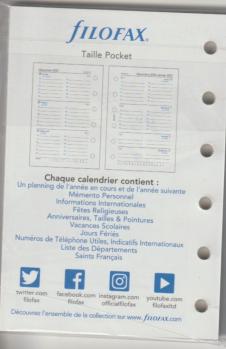 fILOFAX®
Taille Pocket
Chaque calendrier contient :
Un planning de l'année en cours et de l'année suivante
Mémento Personnel
Informations Internationales
Fêtes Religieuses
Anniversaires, Tailles & Pointures
Vacances Scolaires
Jours Fériés
Numéros de Téléphone Utiles, Indicatifs Internationaux
Liste des Départements
Saints Français
twitter.com
filofax
facebook.com
filofax
instagram.com
officialfilofax
youtube.com
filofaxltd
Découvrez l'ensemble de la collection sur www.fILOFAX.com